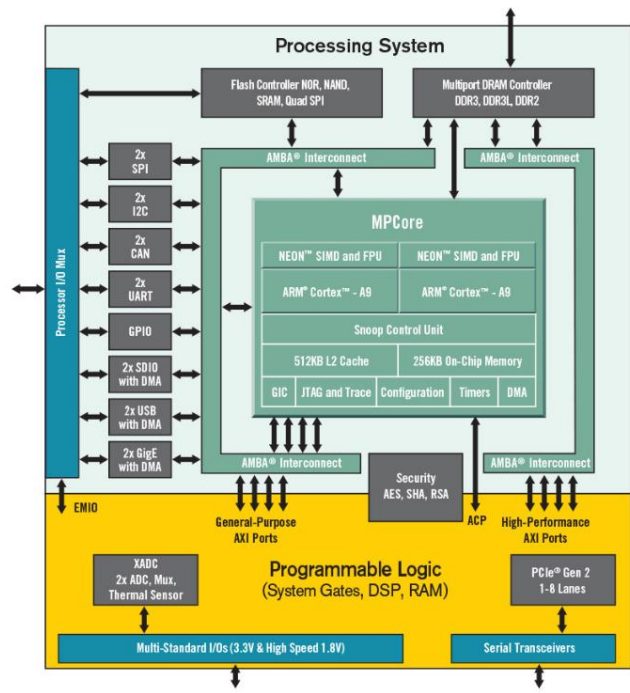 Processing System
Flash Controller NOR, NAND,
SRAM, Quad SPI
Multiport DRAM Controller
DDR3, DDR3L, DDR2
AMBA® Interconnect
AMBA® Interconnect
Processor I/O Mux
2x
SPI
2x
I2C
2x
CAN
2x
UART
GPIO
2x SDIO
with DMA
2x USB
with DMA
2x GigE
with DMA
MPCore
NEON™ SIMD and FPU
NEON™ SIMD and FPU
ARM® Cortex™ - A9
ARM® Cortex™ - A9
Snoop Control Unit
512KB L2 Cache
256KB On-Chip Memory
GIC
JTAG and Trace
Configuration
Timers
DMA
AMBA® Interconnect
AMBA® Interconnect
Security
AES, SHA, RSA
EMIO
General-Purpose
AXI Ports
ACP
High-Performance
AXI Ports
XADC
2x ADC, Mux,
Thermal Sensor
Programmable Logic
(System Gates, DSP, RAM)
PCIe® Gen 2
1-8 Lanes
Multi-Standard I/Os (3.3V & High Speed 1.8V)
Serial Transceivers